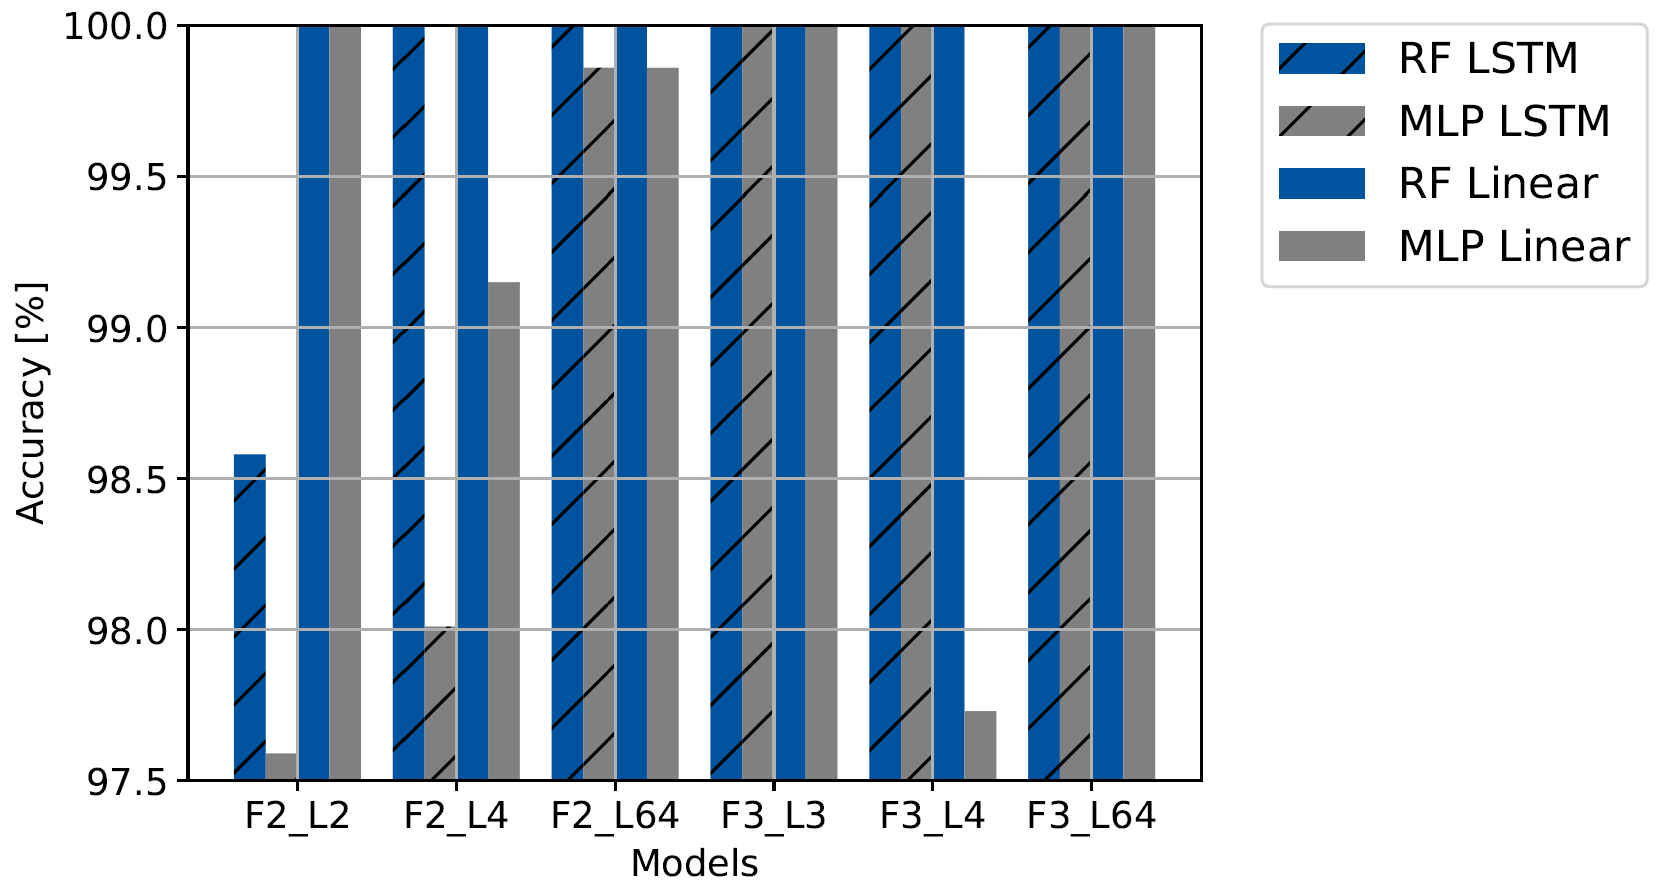 100.0
99.5
99.0
98.5
98.0
97.5
Accuracy [%]
F2_L2 F2_L4 F2_L64 F3_L3 F3_L4 F3_L64
Models
RF LSTM
MLP LSTM
RF Linear
MLP Linear